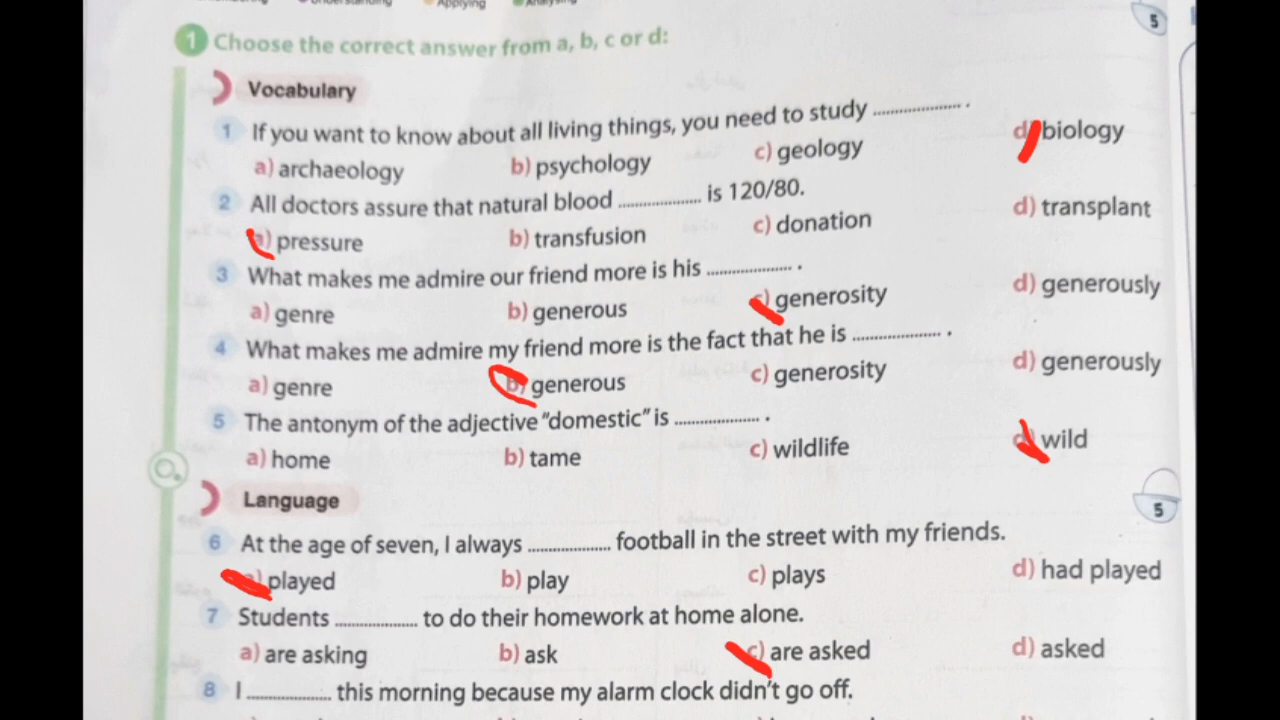 Understanding Applying Analysing
5
1 Choose the correct answer from a, b, c or d:
Vocabulary
1 If you want to know about all living things, you need to study .................... .
a) archaeology b) psychology c) geology d) biology
2 All doctors assure that natural blood .................... is 120/80.
a) pressure b) transfusion c) donation d) transplant
3 What makes me admire our friend more is his .................... .
a) genre b) generous c) generosity d) generously
4 What makes me admire my friend more is the fact that he is .................... .
a) genre b) generous c) generosity d) generously
5 The antonym of the adjective "domestic" is .................... .
a) home b) tame c) wildlife d) wild
Language
5
6 At the age of seven, I always .................... football in the street with my friends.
a) played b) play c) plays d) had played
7 Students .................... to do their homework at home alone.
a) are asking b) ask c) are asked d) asked
8 I .................... this morning because my alarm clock didn't go off.